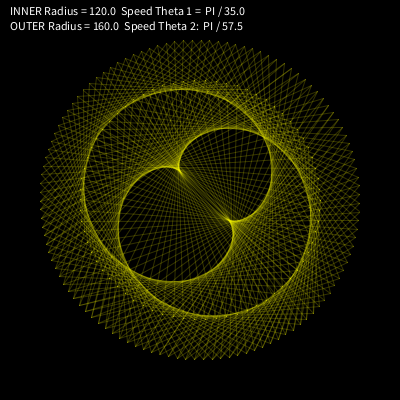 INNER Radius = 120.0  Speed Theta 1 =  PI / 35.0
OUTER Radius = 160.0  Speed Theta 2:  PI / 57.5